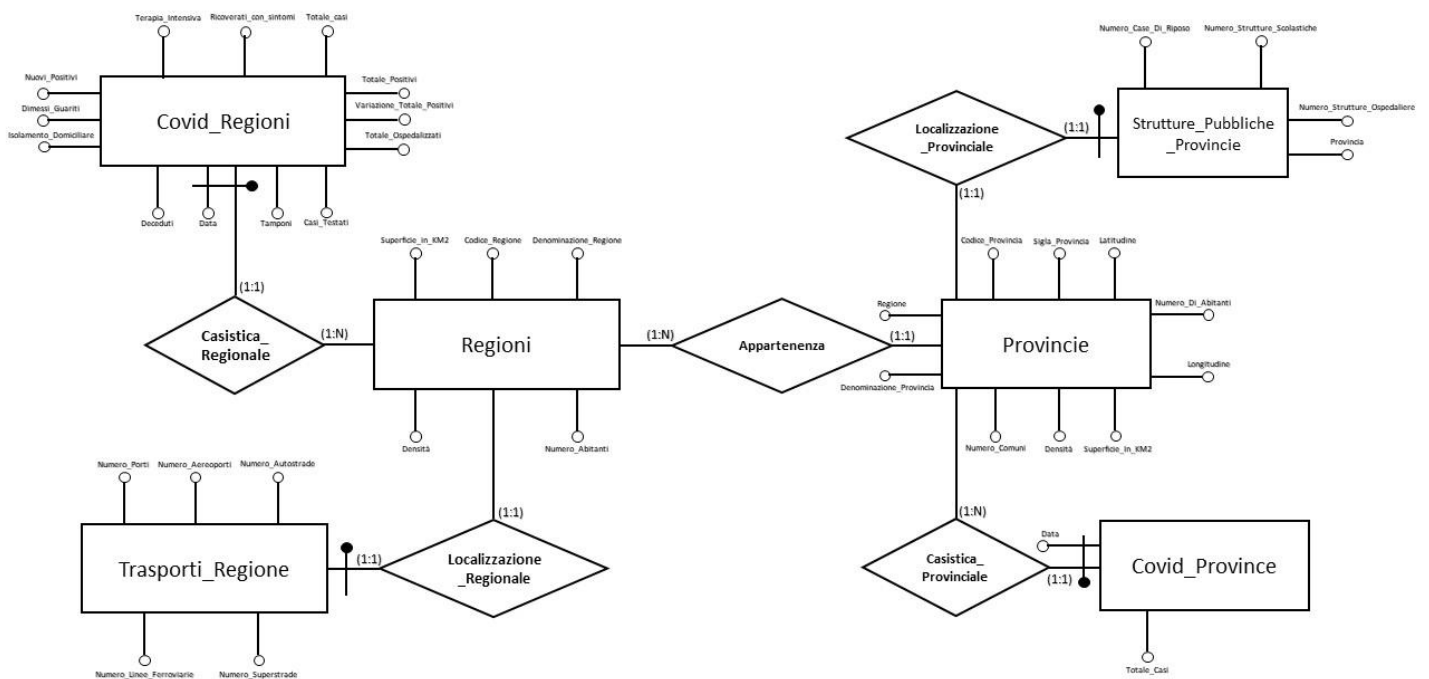 Terapia_Intensiva
Ricoverati_con_sintomi
Totale_casi
Nuovi_Positivi
Dimessi_Guariti
Isolamento_Domiciliare
Covid_Regioni
Totale_Positivi
Variazione_Totale_Positivi
Totale_Ospedalizzati
Deceduti
Data
Tamponi
Casi_Testati
(1:1)
Casistica_
Regionale
(1:N)
Superficie_In_KM2
Codice_Regione
Denominazione_Regione
Regioni
Densità
Numero_Abitanti
(1:N)
Appartenenza
(1:1)
Numero_Case_Di_Riposo
Numero_Strutture_Scolastiche
Localizzazione
_Provinciale
(1:1)
Strutture_Pubbliche
_Provincie
Numero_Strutture_Ospedaliere
Provincia
(1:1)
Codice_Provincia
Sigla_Provincia
Latitudine
Regione
Numero_Di_Abitanti
Provincie
Longitudine
Denominazione_Provincia
Numero_Comuni
Densità
Superficie_In_KM2
Numero_Porti
Numero_Aereoporti
Numero_Autostrade
Trasporti_Regione
(1:1)
(1:1)
Localizzazione
_Regionale
Numero_Linee_Ferroviarie
Numero_Superstrade
(1:N)
Casistica_
Provinciale
Data
(1:1)
Covid_Province
Totale_Casi